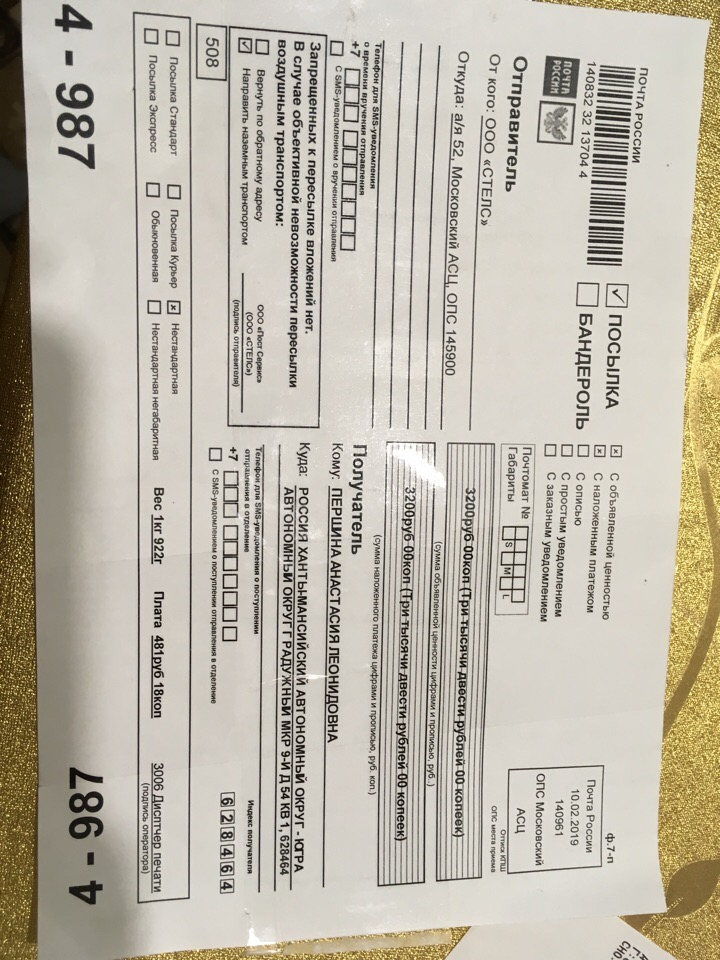 ПОЧТА РОССИИ
140832 32 13704 4
ПОЧТА
РОССИИ
ПОСЫЛКА
БАНДЕРОЛЬ
С объявленной ценностью
С наложенным платежом
С описью
С простым уведомлением
С заказным уведомлением
Почтомат №
Габариты S M L
ф.7-п
Почта России
10.02.2019
140961
ОПС Московский
АСЦ
Оттиск КПШ
ОПС места приема
Отправитель
От кого: ООО «СТЕЛС»
Откуда: а/я 52, Московский АСЦ, ОПС 145900
Телефон для SMS-уведомления
о времени вручения отправления
+7
С SMS-уведомлением о вручении отправления
Запрещенных к пересылке вложений нет.
В случае объективной невозможности пересылки
воздушным транспортом:
Вернуть по обратному адресу
Направить наземным транспортом
ООО «Пост Сервис»
(ООО «СТЕЛС»)
(подпись отправителя)
508
3200руб 00коп (Три тысячи двести рублей 00 копеек)
(сумма объявленной ценности цифрами и прописью, руб.)
3200руб 00коп (Три тысячи двести рублей 00 копеек)
(сумма наложенного платежа цифрами и прописью, руб. коп.)
Получатель
Кому: ПЕРШИНА АНАСТАСИЯ ЛЕОНИДОВНА
Куда: РОССИЯ ХАНТЫ-МАНСИЙСКИЙ АВТОНОМНЫЙ ОКРУГ - ЮГРА
АВТОНОМНЫЙ ОКРУГ Г РАДУЖНЫЙ МКР 9-Й Д 54 КВ 1, 628464
Телефон для SMS-уведомления о поступлении
отправления в отделение
+7
С SMS-уведомлением о поступлении отправления в отделение
Индекс получателя
628464
Посылка Стандарт
Посылка Курьер
Нестандартная
Посылка Экспресс
Обыкновенная
Нестандартная негабаритная
Вес 1кг 922г
Плата 481руб 18коп
3006 Дисптчер печати
(подпись оператора)
4 - 987
4 - 987